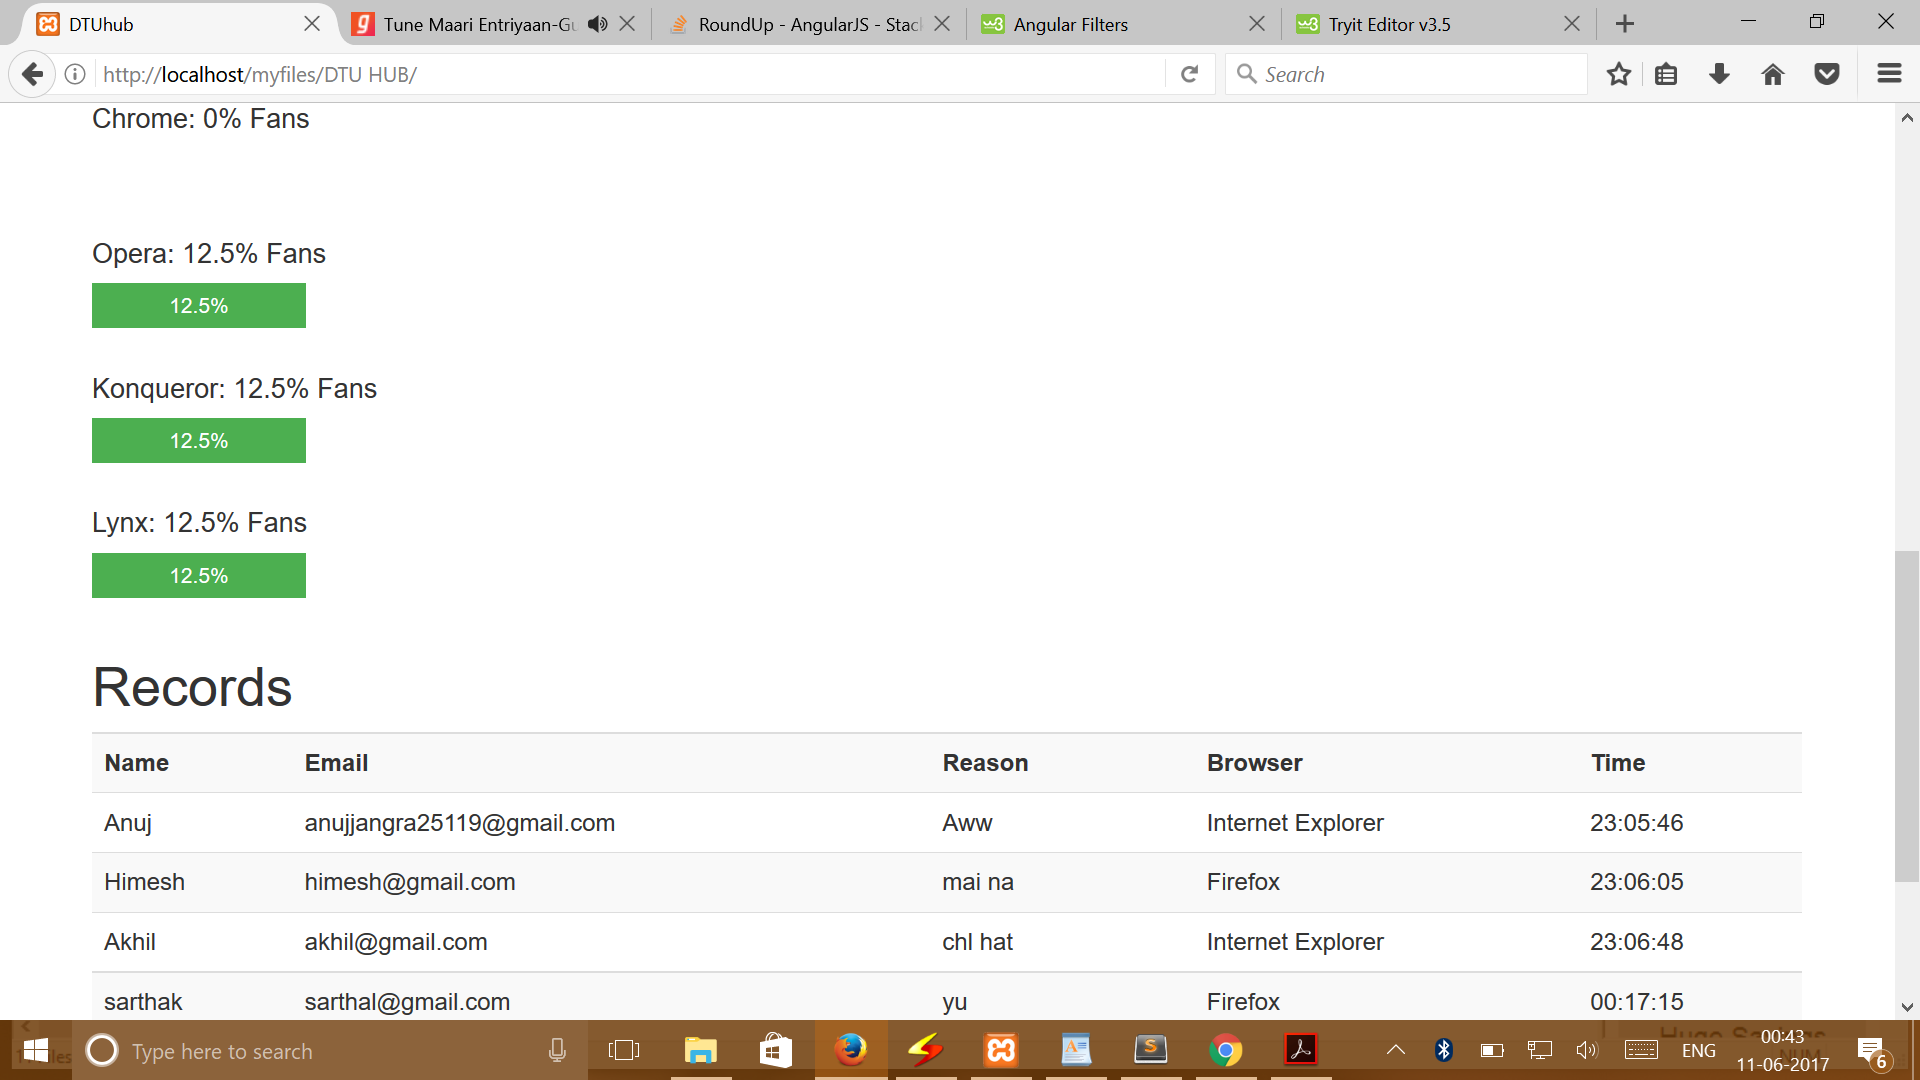 DTUhub
Tune Maari Entriyaan-Gu
RoundUp - AngularJS - Stac
Angular Filters
Tryit Editor v3.5
http://localhost/myfiles/DTU HUB/
Search
Chrome: 0% Fans
Opera: 12.5% Fans
12.5%
Konqueror: 12.5% Fans
12.5%
Lynx: 12.5% Fans
12.5%
Records
Name Email Reason Browser Time
Anuj anujjangra25119@gmail.com Aww Internet Explorer 23:05:46
Himesh himesh@gmail.com mai na Firefox 23:06:05
Akhil akhil@gmail.com chl hat Internet Explorer 23:06:48
sarthak sarthal@gmail.com yu Firefox 00:17:15
Type here to search
ENG
00:43
11-06-2017
6